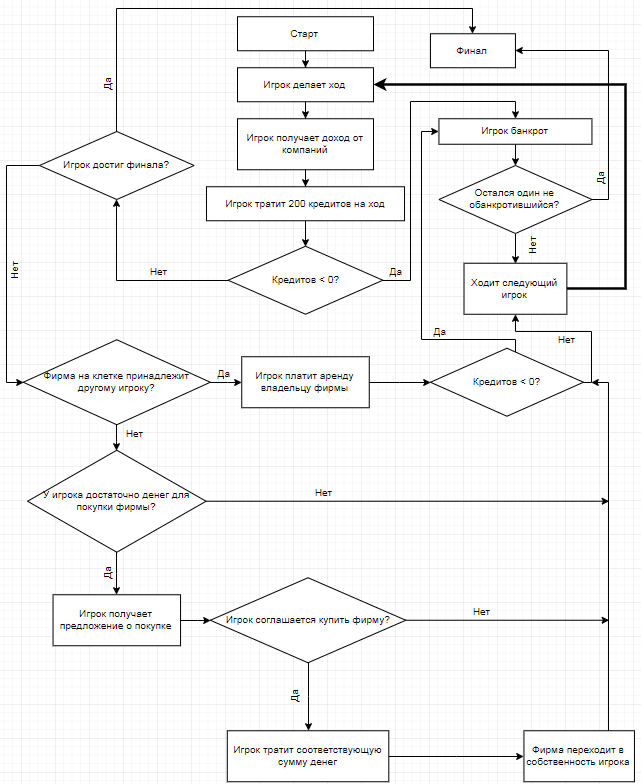 Старт
Финал
Да
Игрок делает ход
Игрок получает доход от
компаний
Игрок банкрот
Игрок достиг финала?
Игрок тратит 200 кредитов на ход
Остался один не
обанкротившийся?
Да
Нет
Нет
Нет
Кредитов < 0?
Да
Ходит следующий
игрок
Да
Нет
Фирма на клетке принадлежит
другому игроку?
Да
Игрок платит аренду
владельцу фирмы
Кредитов < 0?
Нет
У игрока достаточно денег для
покупки фирмы?
Нет
Да
Игрок получает
предложение о покупке
Игрок соглашается купить фирму?
Нет
Да
Игрок тратит соответствующую
сумму денег
Фирма переходит в
собственность игрока